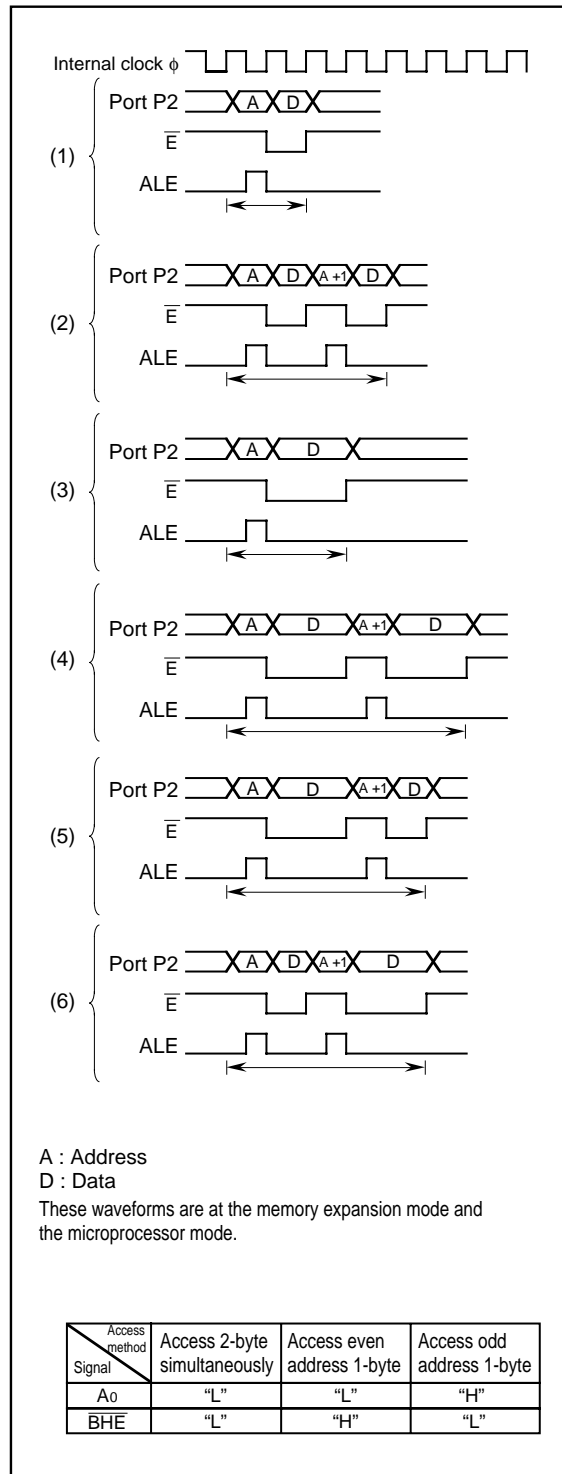 Internal clock φ
Port P2
A D
(1)
E̅
ALE
Port P2
A D A +1 D
(2)
E̅
ALE
Port P2
A D
(3)
E̅
ALE
Port P2
A D A +1 D
(4)
E̅
ALE
Port P2
A D A +1 D
(5)
E̅
ALE
Port P2
A D A +1 D
(6)
E̅
ALE
A : Address
D : Data
These waveforms are at the memory expansion mode and
the microprocessor mode.
Access method
Signal
Access 2-byte simultaneously
Access even address 1-byte
Access odd address 1-byte
A0 “L” “L” “H”
B̅H̅E̅ “L” “H” “L”